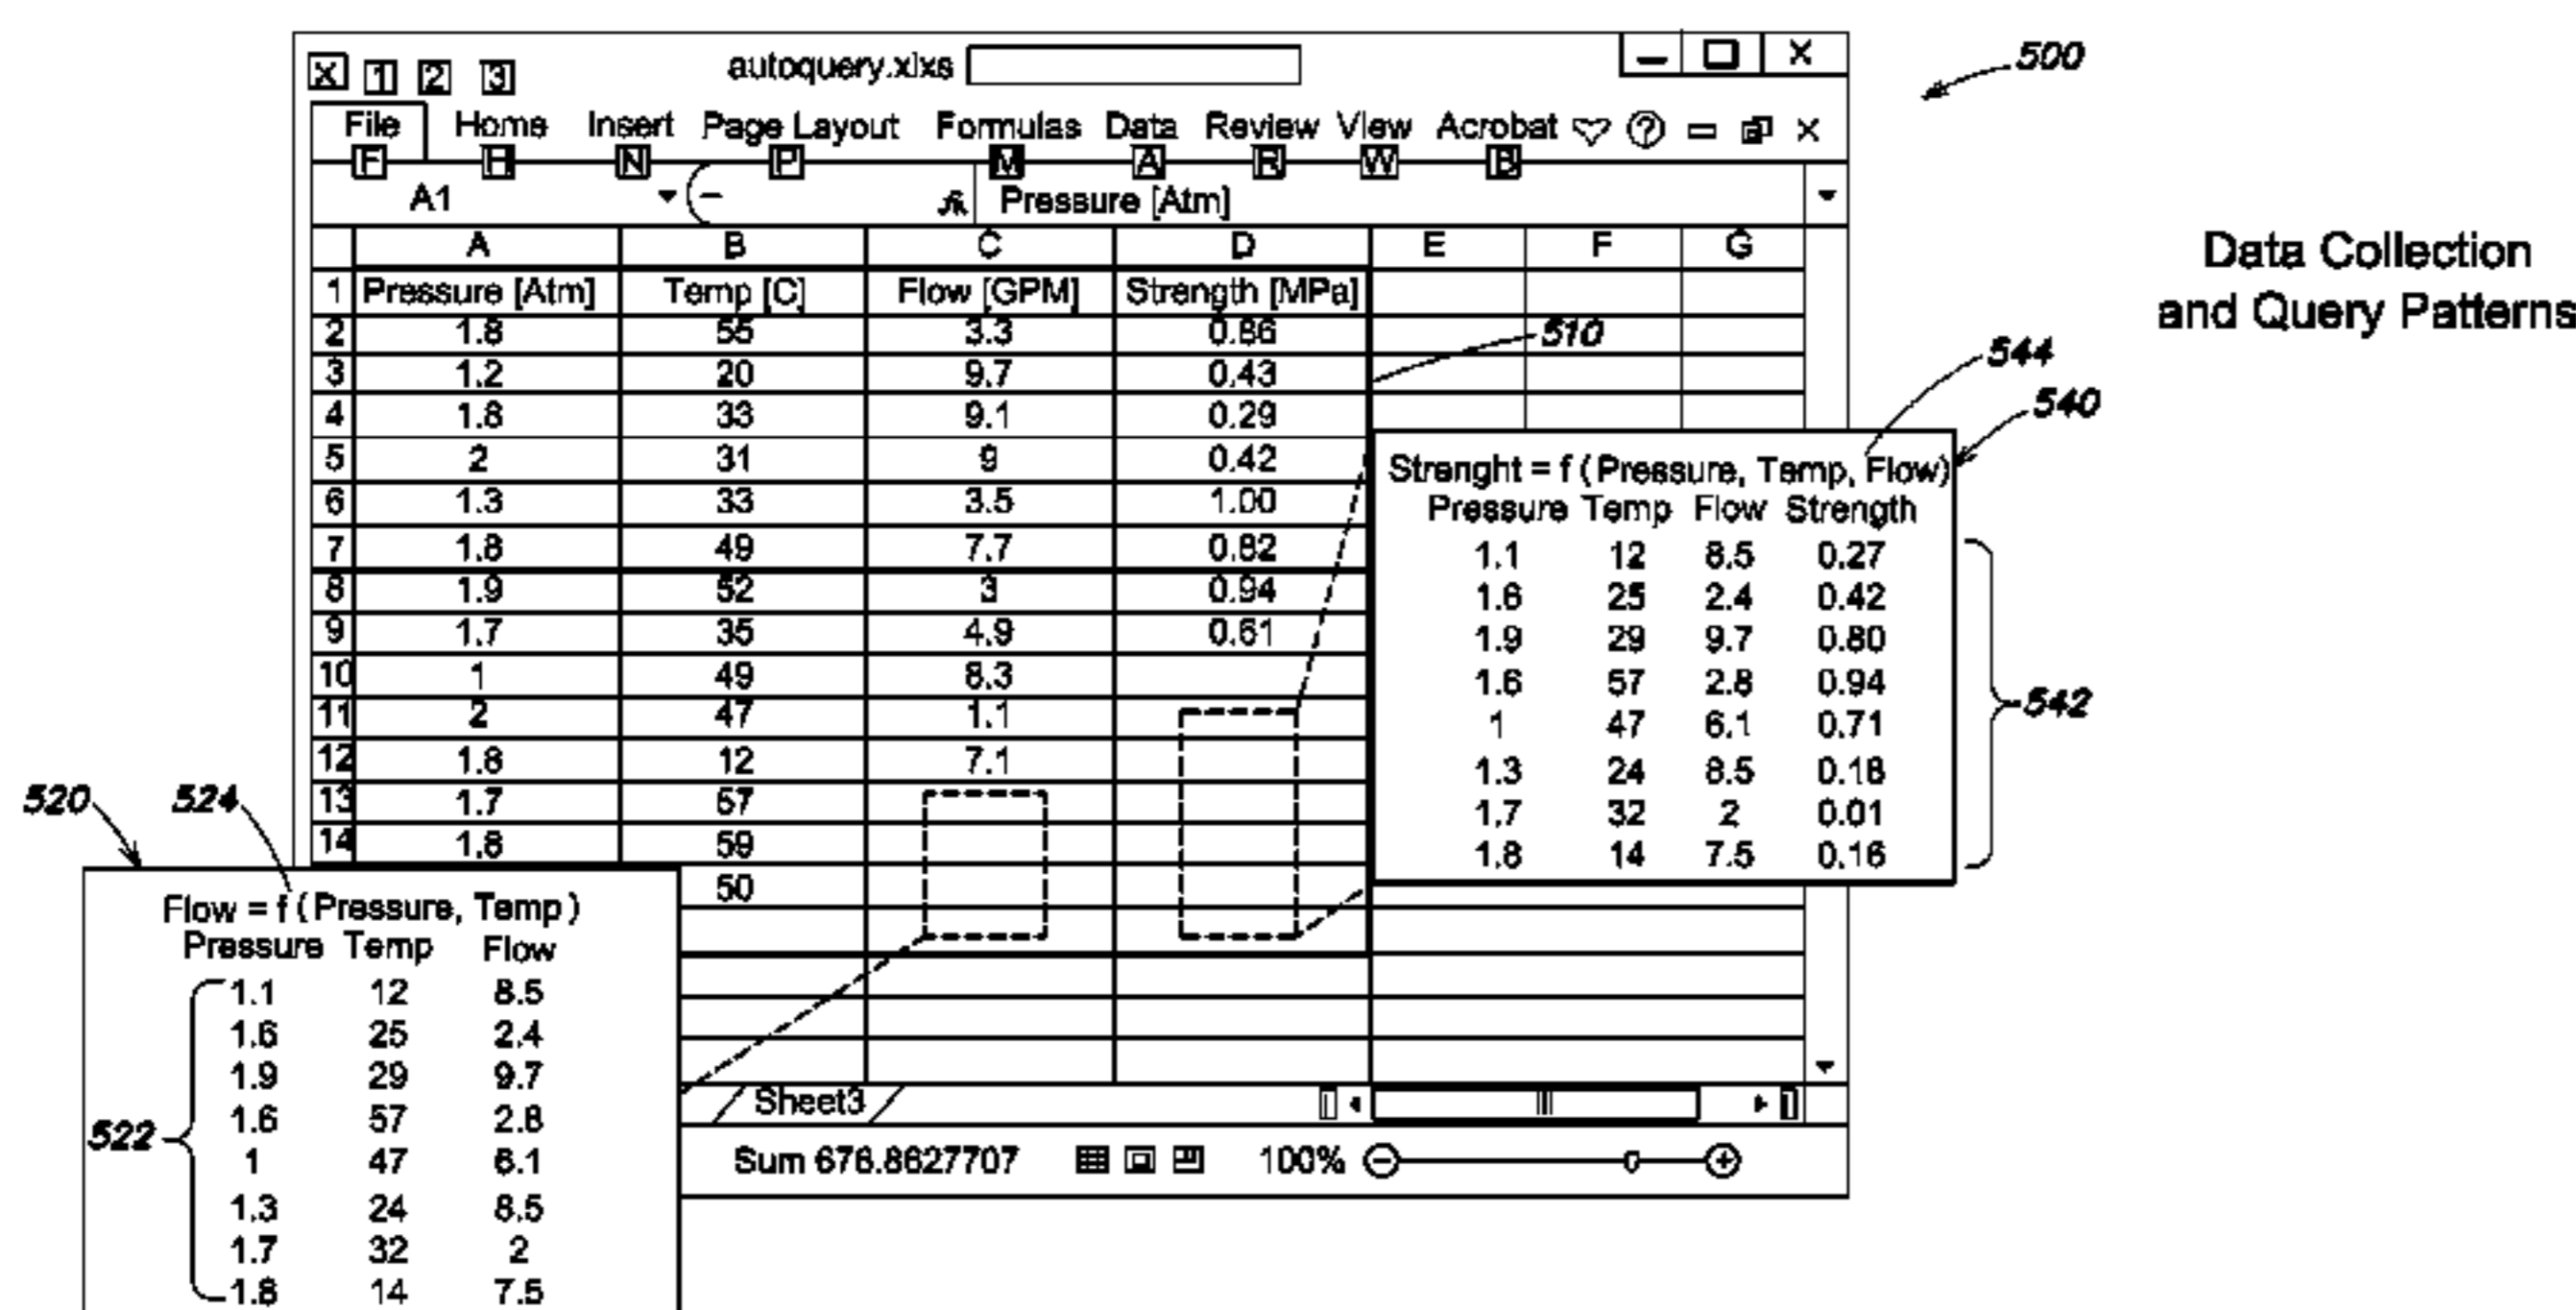 500
autoquery.xlxs
X 1 2 3
File Home Insert Page Layout Formulas Data Review View Acrobat
F H N P M A R W B
A1 fx Pressure [Atm]
A B C D E F G
Data Collection
and Query Patterns
1 Pressure [Atm] Temp [C] Flow [GPM] Strength [MPa]
2 1.8 55 3.3 0.86
510
3 1.2 20 9.7 0.43
544
540
4 1.8 33 9.1 0.29
5 2 31 9 0.42
6 1.3 33 3.5 1.00
7 1.8 49 7.7 0.82
8 1.9 52 3 0.94
9 1.7 35 4.9 0.61
10 1 49 8.3
11 2 47 1.1
12 1.8 12 7.1
13 1.7 57
14 1.8 59
50
Strenght = f (Pressure, Temp, Flow)
Pressure Temp Flow Strength
1.1 12 8.5 0.27
1.6 25 2.4 0.42
1.9 29 9.7 0.80
1.6 57 2.8 0.94
1 47 6.1 0.71
1.3 24 8.5 0.18
1.7 32 2 0.01
1.8 14 7.5 0.16
542
520 524
Flow = f (Pressure, Temp)
Pressure Temp Flow
1.1 12 8.5
1.6 25 2.4
1.9 29 9.7
1.6 57 2.8
1 47 6.1
1.3 24 8.5
1.7 32 2
1.8 14 7.5
522
Sheet3
Sum 676.8627707 100%